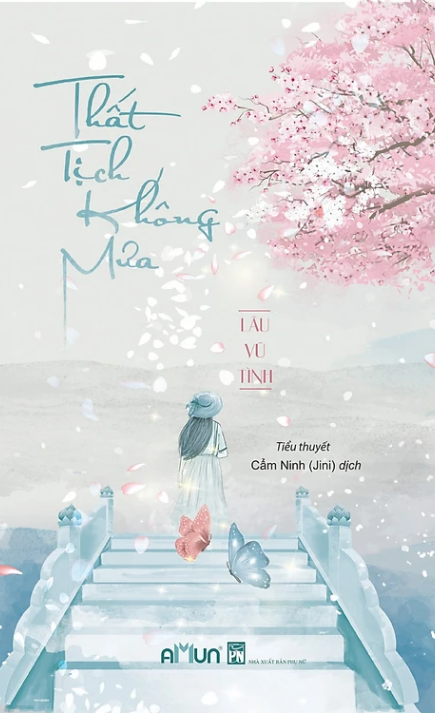 Thất
Tịch
Không
Mưa
LÂU
VŨ
TÌNH
Tiểu thuyết
Cẩm Ninh (Jini) dịch
AMUN
PN
NHÀ XUẤT BẢN PHỤ NỮ